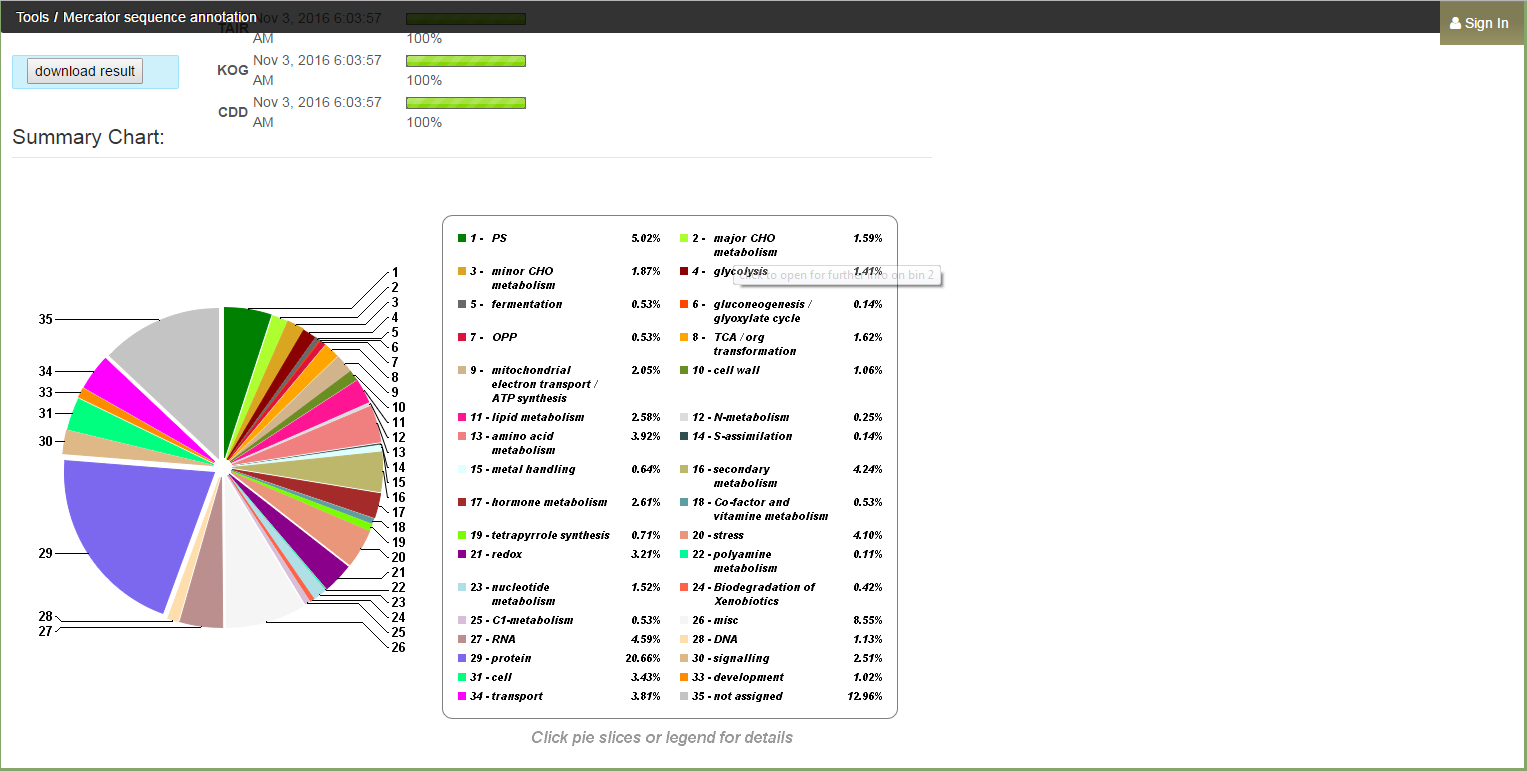 Tools / Mercator sequence annotation
Sign In
TAIR Nov 3, 2016 6:03:57 AM 100%
download result
KOG Nov 3, 2016 6:03:57 AM 100%
CDD Nov 3, 2016 6:03:57 AM 100%
Summary Chart:
1
2
3
4
5
6
7
8
9
10
11
12
13
14
15
16
17
18
19
20
21
22
23
24
25
26
27
28
29
30
31
33
34
35
1 - PS 5.02%
2 - major CHO metabolism 1.59%
3 - minor CHO metabolism 1.87%
4 - glycolysis 1.41%
Click to open for further info on bin 2
5 - fermentation 0.53%
6 - gluconeogenesis / glyoxylate cycle 0.14%
7 - OPP 0.53%
8 - TCA / org transformation 1.62%
9 - mitochondrial electron transport / ATP synthesis 2.05%
10 - cell wall 1.06%
11 - lipid metabolism 2.58%
12 - N-metabolism 0.25%
13 - amino acid metabolism 3.92%
14 - S-assimilation 0.14%
15 - metal handling 0.64%
16 - secondary metabolism 4.24%
17 - hormone metabolism 2.61%
18 - Co-factor and vitamine metabolism 0.53%
19 - tetrapyrrole synthesis 0.71%
20 - stress 4.10%
21 - redox 3.21%
22 - polyamine metabolism 0.11%
23 - nucleotide metabolism 1.52%
24 - Biodegradation of Xenobiotics 0.42%
25 - C1-metabolism 0.53%
26 - misc 8.55%
27 - RNA 4.59%
28 - DNA 1.13%
29 - protein 20.66%
30 - signalling 2.51%
31 - cell 3.43%
33 - development 1.02%
34 - transport 3.81%
35 - not assigned 12.96%
Click pie slices or legend for details